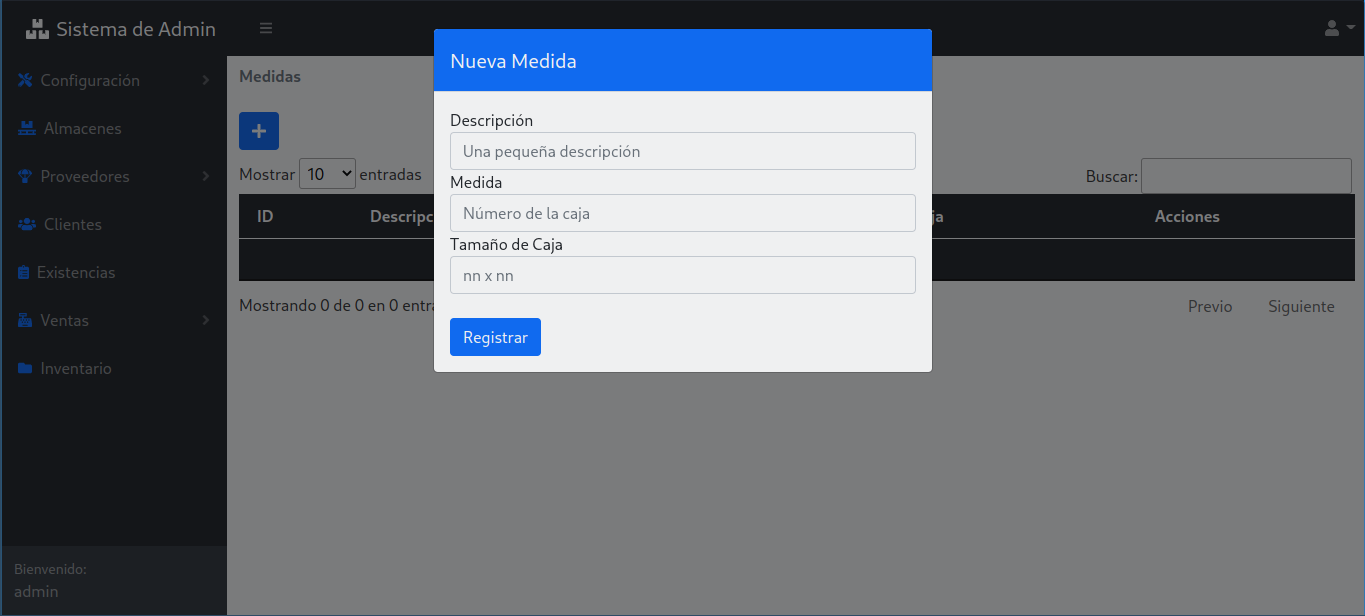 Sistema de Admin
Nueva Medida
Configuración
Medidas
Descripción
Almacenes
Una pequeña descripción
Proveedores
Mostrar 10 entradas
Medida
Buscar:
Clientes
ID
Descripc
Número de la caja
ja
Acciones
Tamaño de Caja
Existencias
nn x nn
Mostrando 0 de 0 en 0 entra
Previo
Siguiente
Ventas
Registrar
Inventario
Bienvenido:
admin